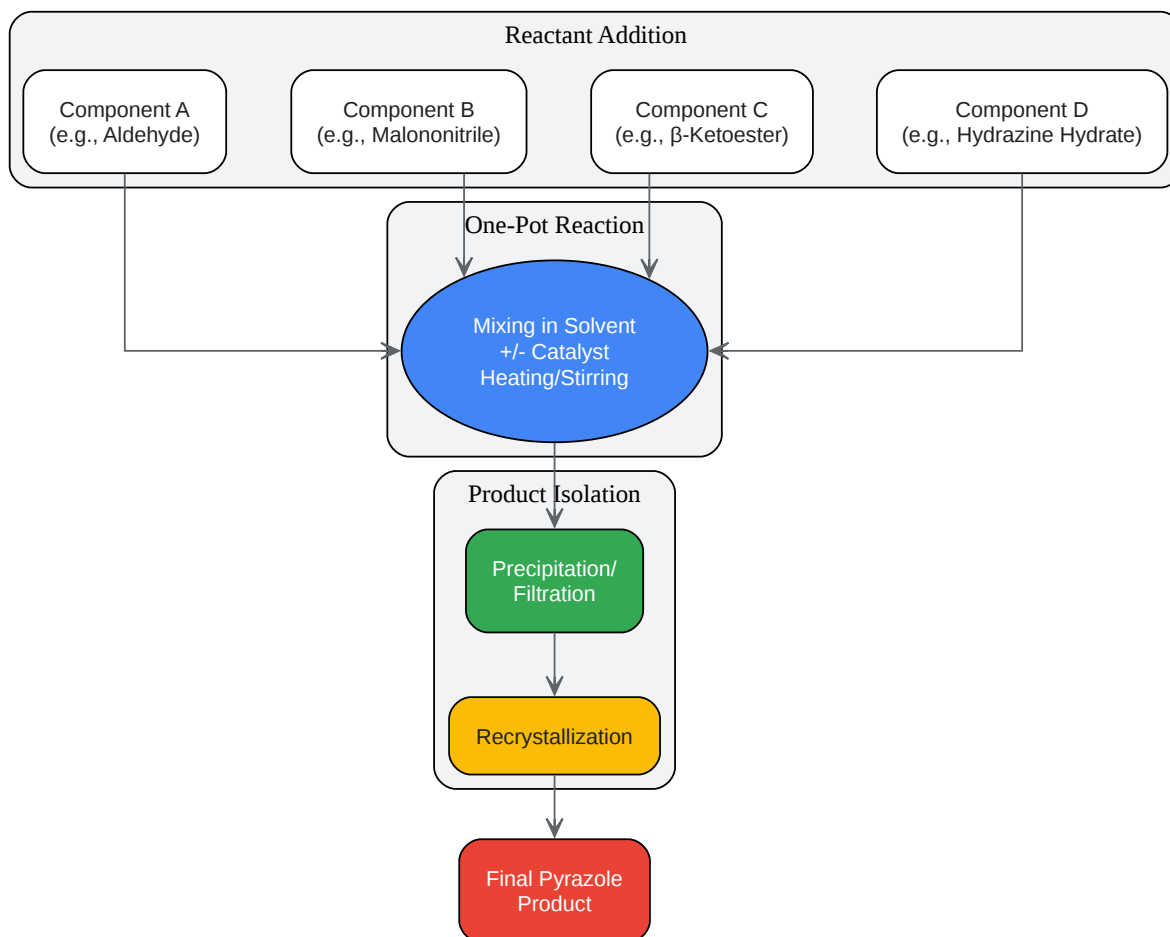 Reactant Addition
Component A
(e.g., Aldehyde)
Component B
(e.g., Malononitrile)
Component C
(e.g., β-Ketoester)
Component D
(e.g., Hydrazine Hydrate)
One-Pot Reaction
Mixing in Solvent
+/- Catalyst
Heating/Stirring
Product Isolation
Precipitation/
Filtration
Recrystallization
Final Pyrazole
Product